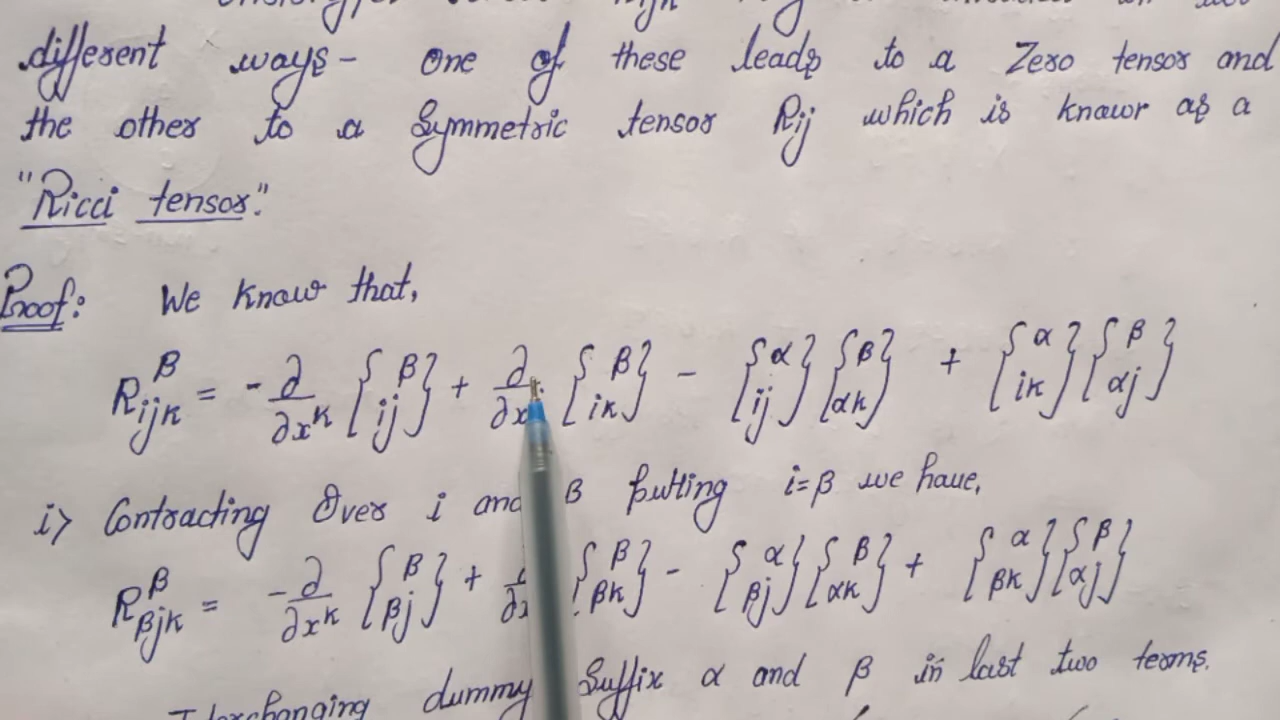 different ways - one of these leads to a Zero tensor and
the other to a Symmetric tensor Rij which is known as a
"Ricci tensor".
Proof: We know that,
R^β_ijk = - ∂/∂x^k {β ij} + ∂/∂x {β ik} - {α ij} {β αk} + {α ik} {β αj}
i> Contracting Over i and β putting i=β we have,
R^β_βjk = - ∂/∂x^k {β βj} + {β βk} - {α βj} {β αk} + {α βk} {β αj}
Interchanging dummy Suffix α and β in last two terms.